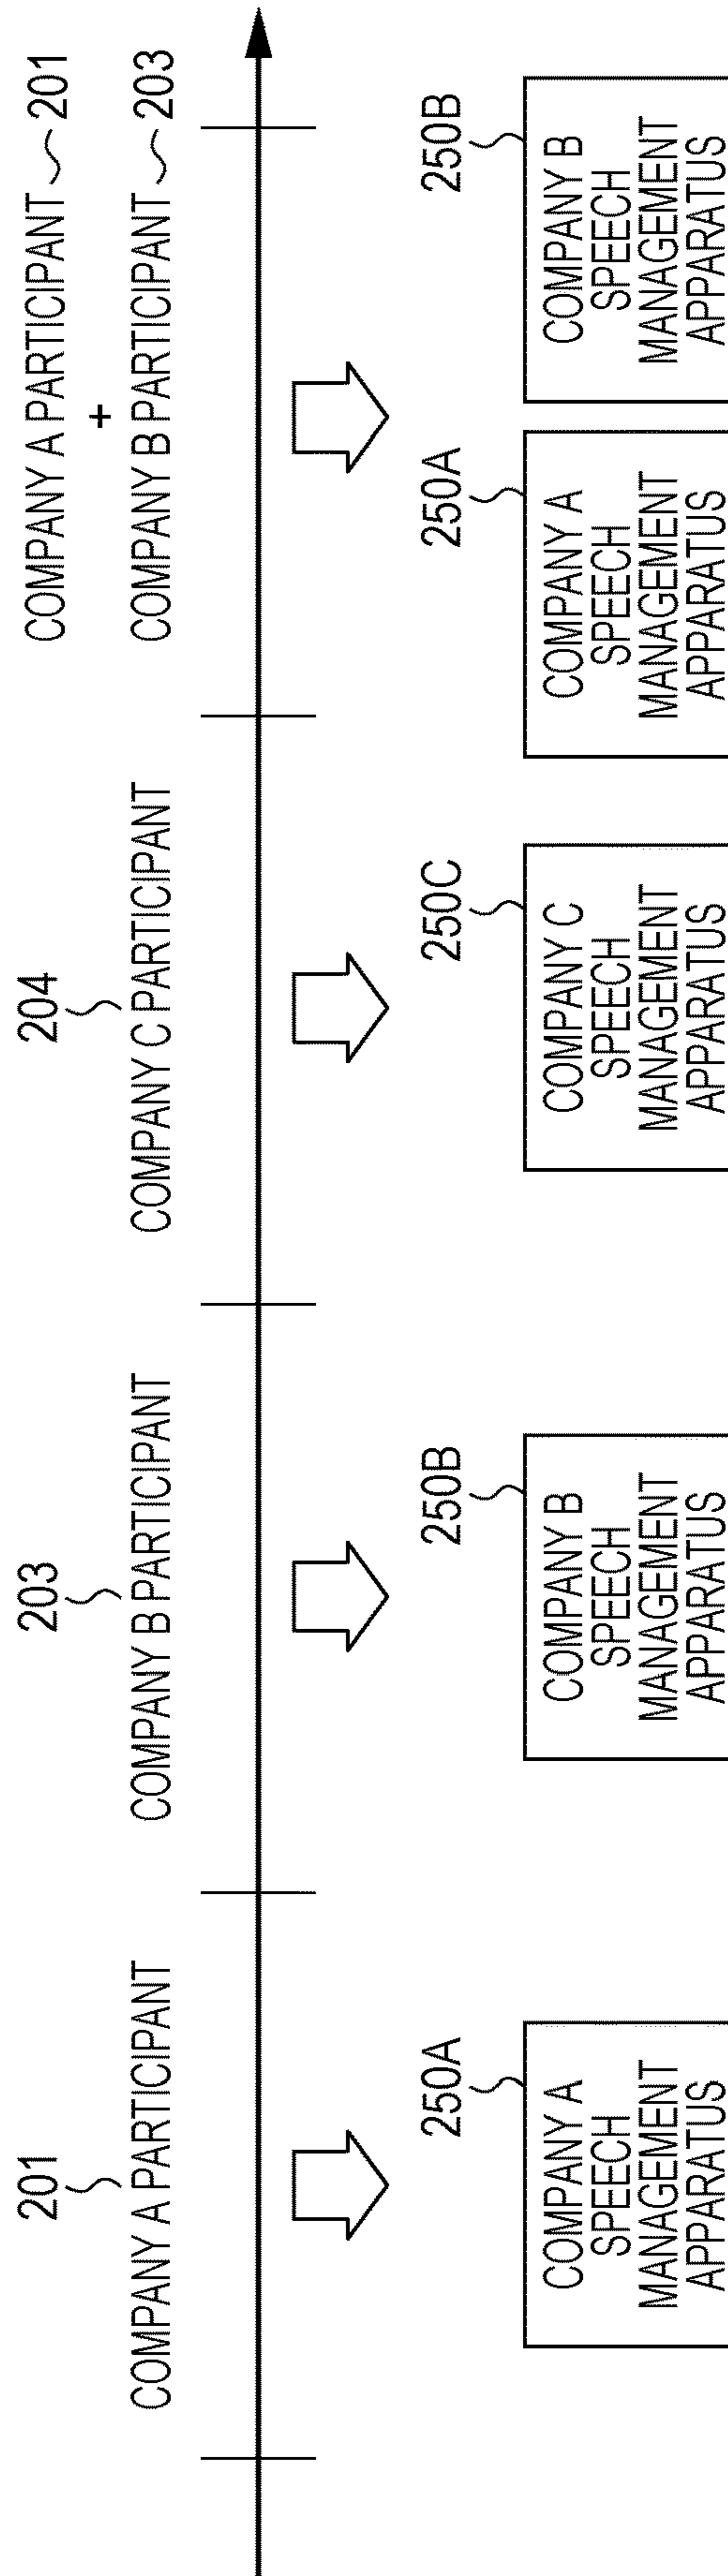 201
COMPANY A PARTICIPANT
203
COMPANY B PARTICIPANT
204
COMPANY C PARTICIPANT
COMPANY A PARTICIPANT 201
+
COMPANY B PARTICIPANT 203
250A
COMPANY A
SPEECH
MANAGEMENT
APPARATUS
250B
COMPANY B
SPEECH
MANAGEMENT
APPARATUS
250C
COMPANY C
SPEECH
MANAGEMENT
APPARATUS
250A
COMPANY A
SPEECH
MANAGEMENT
APPARATUS
250B
COMPANY B
SPEECH
MANAGEMENT
APPARATUS